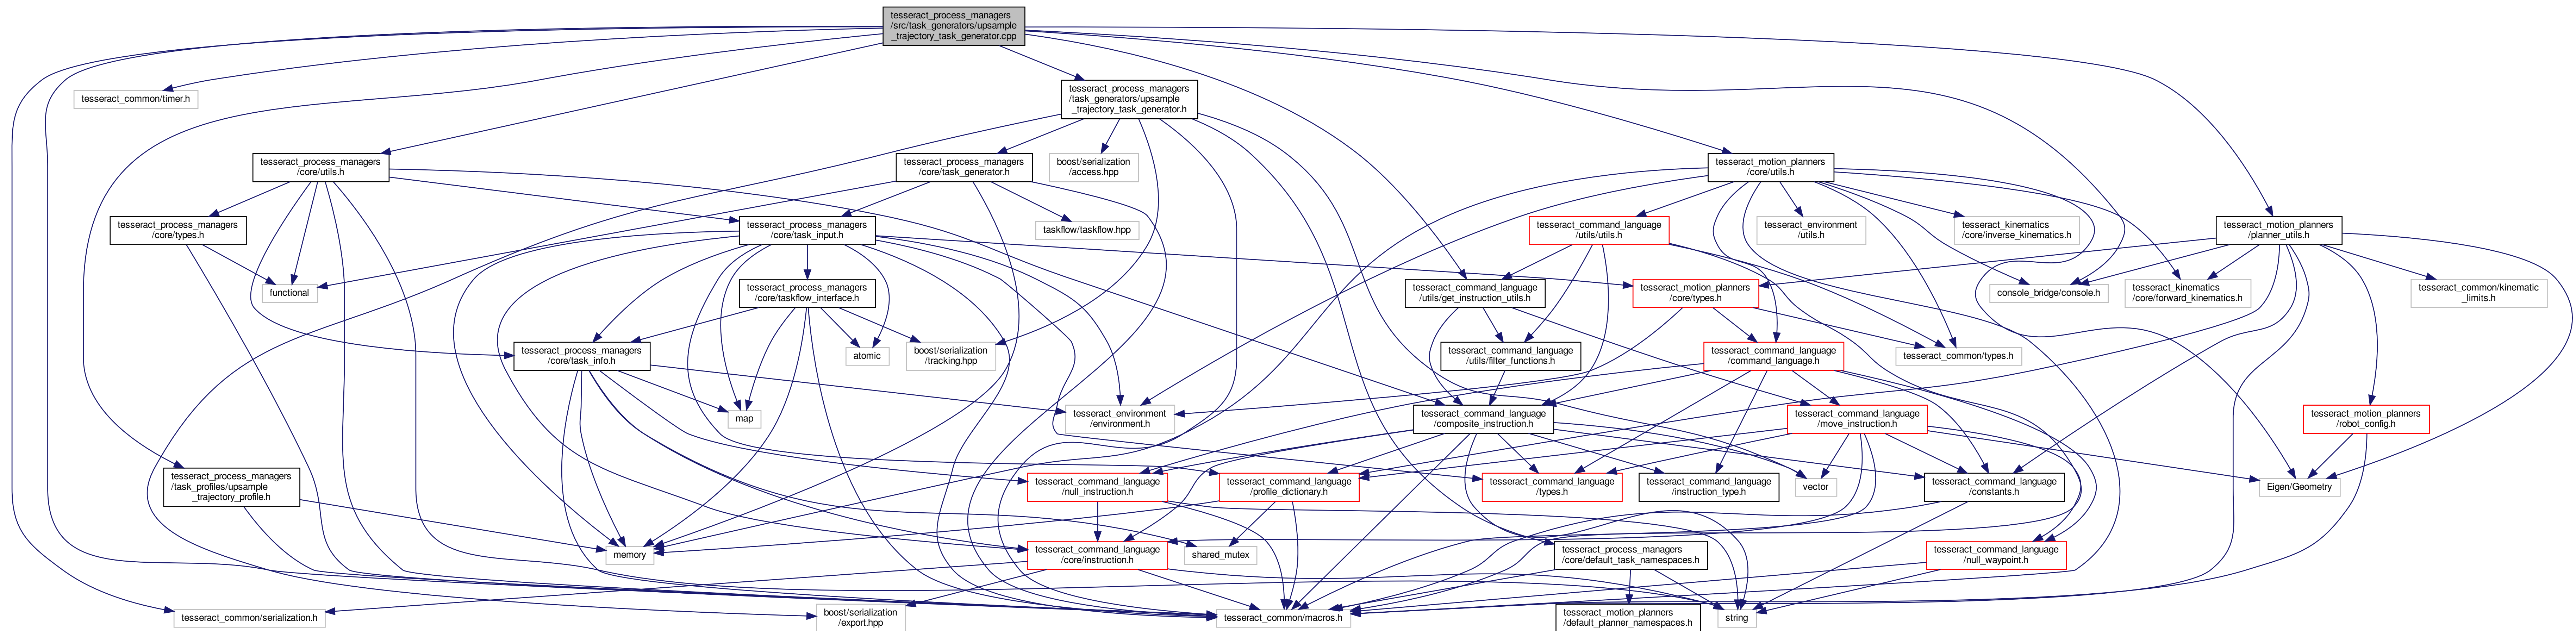 tesseract_process_managers
/src/task_generators/upsample
_trajectory_task_generator.cpp
tesseract_common/timer.h
tesseract_process_managers
/task_generators/upsample
_trajectory_task_generator.h
tesseract_process_managers
/core/utils.h
tesseract_process_managers
/core/task_generator.h
boost/serialization
/access.hpp
tesseract_motion_planners
/core/utils.h
tesseract_process_managers
/core/types.h
tesseract_process_managers
/core/task_input.h
taskflow/taskflow.hpp
tesseract_command_language
/utils/utils.h
tesseract_environment
/utils.h
tesseract_kinematics
/core/inverse_kinematics.h
tesseract_motion_planners
/planner_utils.h
functional
tesseract_process_managers
/core/taskflow_interface.h
tesseract_motion_planners
/core/types.h
tesseract_command_language
/utils/get_instruction_utils.h
console_bridge/console.h
tesseract_kinematics
/core/forward_kinematics.h
tesseract_common/kinematic
_limits.h
tesseract_process_managers
/core/task_info.h
atomic
boost/serialization
/tracking.hpp
tesseract_command_language
/utils/filter_functions.h
tesseract_command_language
/command_language.h
tesseract_common/types.h
map
tesseract_environment
/environment.h
tesseract_command_language
/composite_instruction.h
tesseract_command_language
/move_instruction.h
tesseract_motion_planners
/robot_config.h
tesseract_process_managers
/task_profiles/upsample
_trajectory_profile.h
tesseract_command_language
/null_instruction.h
tesseract_command_language
/profile_dictionary.h
tesseract_command_language
/types.h
tesseract_command_language
/instruction_type.h
vector
tesseract_command_language
/constants.h
Eigen/Geometry
memory
tesseract_command_language
/core/instruction.h
shared_mutex
tesseract_process_managers
/core/default_task_namespaces.h
tesseract_command_language
/null_waypoint.h
tesseract_common/serialization.h
boost/serialization
/export.hpp
tesseract_common/macros.h
tesseract_motion_planners
/default_planner_namespaces.h
string